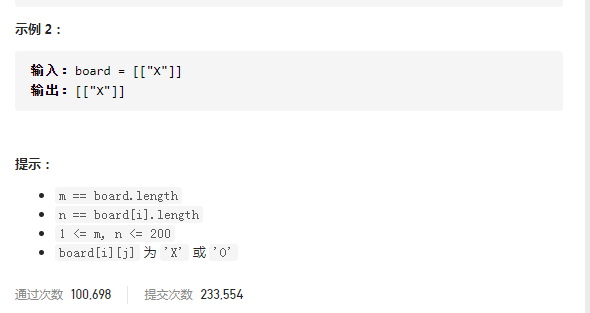 示例 2：
输入：board = [["X"]]
输出：[["X"]]
提示：
m == board.length
n == board[i].length
1 <= m, n <= 200
board[i][j] 为 'X' 或 'O'
通过次数 100,698 提交次数 233,554